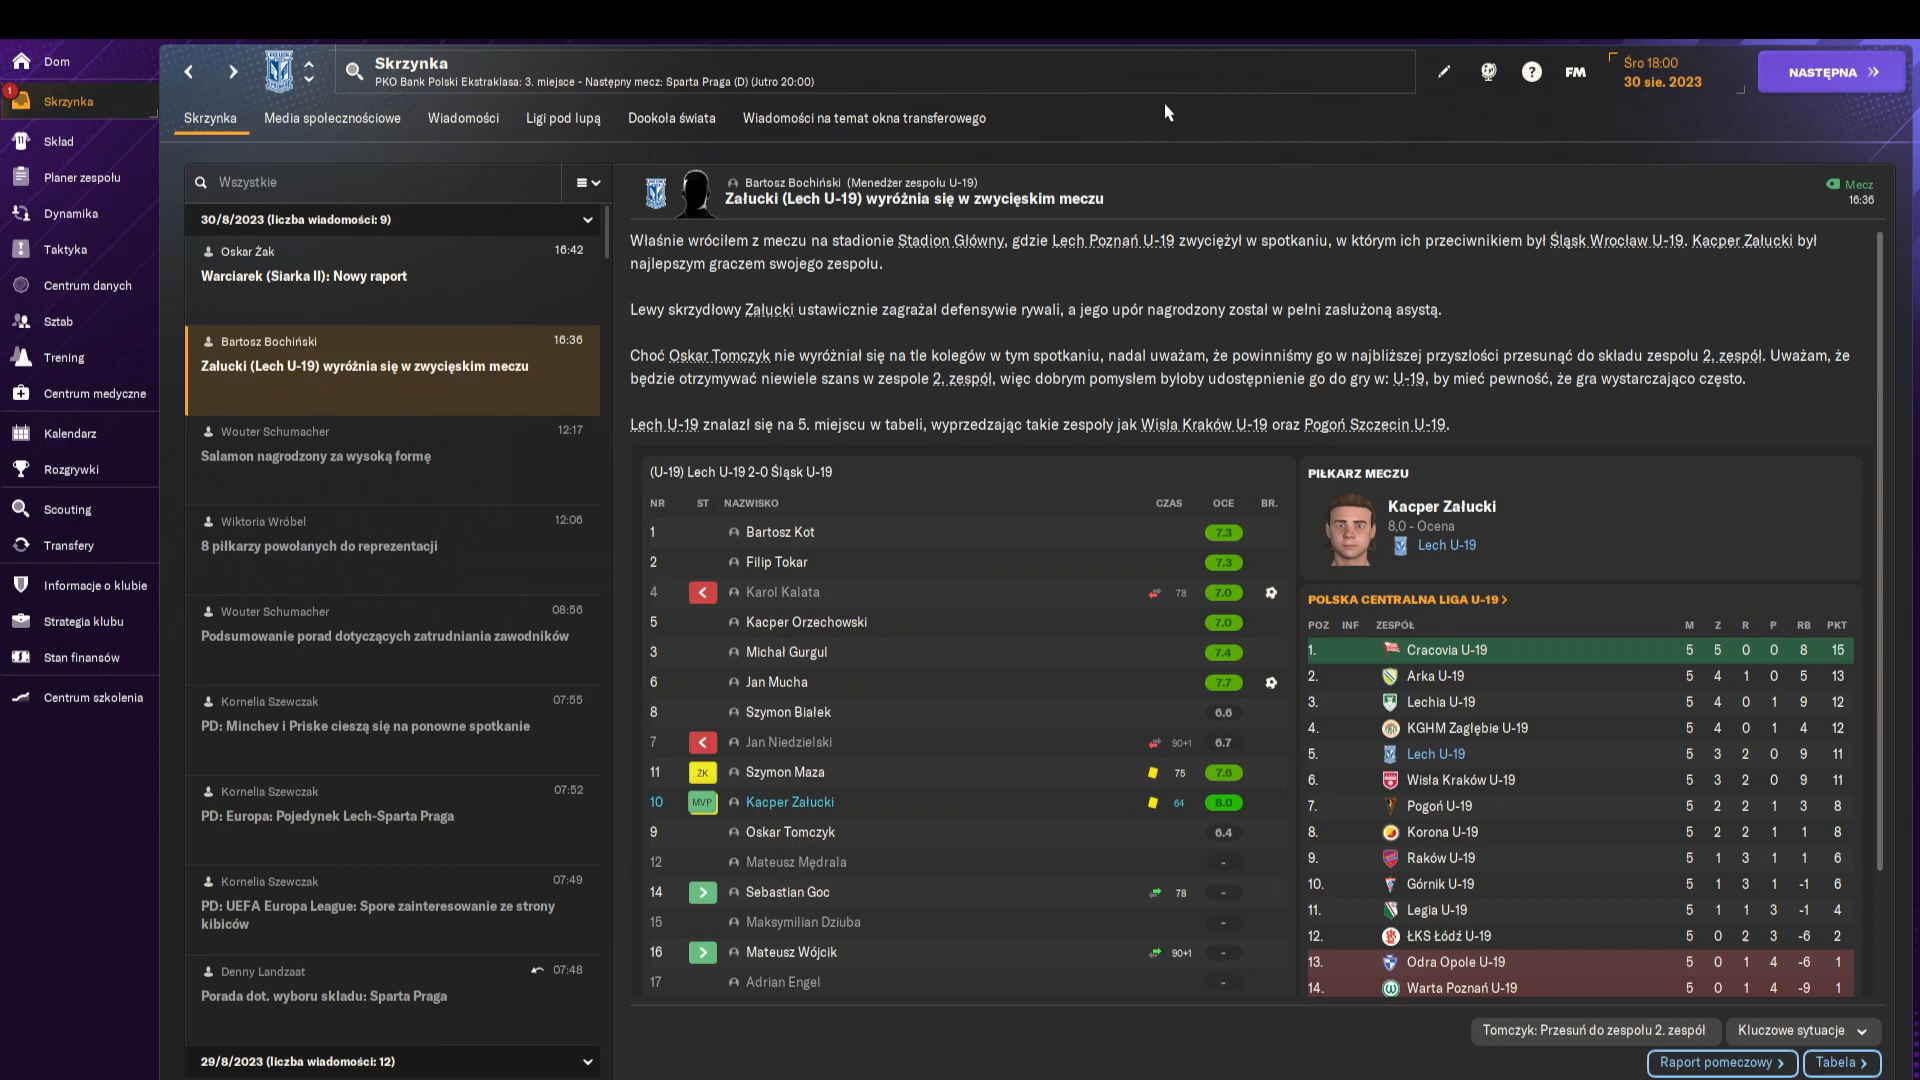 Dom
1
Skrzynka
Skład
Planer zespołu
Dynamika
Taktyka
Centrum danych
Sztab
Trening
Centrum medyczne
Kalendarz
Rozgrywki
Scouting
Transfery
Informacje o klubie
Strategia klubu
Stan finansów
Centrum szkolenia
Skrzynka
PKO Bank Polski Ekstraklasa: 3. miejsce - Następny mecz: Sparta Praga (D) (Jutro 20:00)
?
FM
Śro 18:00
30 sie. 2023
NASTĘPNA
Skrzynka Media społecznościowe Wiadomości Ligi pod lupą Dookoła świata Wiadomości na temat okna transferowego
Wszystkie
30/8/2023 (liczba wiadomości: 9)
Oskar Żak 16:42
Warciarek (Siarka II): Nowy raport
Bartosz Bochiński 16:36
Załucki (Lech U-19) wyróżnia się w zwycięskim meczu
Wouter Schumacher 12:17
Salamon nagrodzony za wysoką formę
Wiktoria Wróbel 12:06
8 piłkarzy powołanych do reprezentacji
Wouter Schumacher 08:56
Podsumowanie porad dotyczących zatrudniania zawodników
Kornelia Szewczak 07:55
PD: Minchev i Priske cieszą się na ponowne spotkanie
Kornelia Szewczak 07:52
PD: Europa: Pojedynek Lech-Sparta Praga
Kornelia Szewczak 07:49
PD: UEFA Europa League: Spore zainteresowanie ze strony
kibiców
Denny Landzaat 07:48
Porada dot. wyboru składu: Sparta Praga
29/8/2023 (liczba wiadomości: 12)
Bartosz Bochiński (Menedżer zespołu U-19)
Załucki (Lech U-19) wyróżnia się w zwycięskim meczu
Mecz
16:36
Właśnie wróciłem z meczu na stadionie Stadion Główny, gdzie Lech Poznań U-19 zwyciężył w spotkaniu, w którym ich przeciwnikiem był Śląsk Wrocław U-19. Kacper Załucki był
najlepszym graczem swojego zespołu.
Lewy skrzydłowy Załucki ustawicznie zagrażał defensywie rywali, a jego upór nagrodzony został w pełni zasłużoną asystą.
Choć Oskar Tomczyk nie wyróżniał się na tle kolegów w tym spotkaniu, nadal uważam, że powinniśmy go w najbliższej przyszłości przesunąć do składu zespołu 2. zespół. Uważam, że
będzie otrzymywać niewiele szans w zespole 2. zespół, więc dobrym pomysłem byłoby udostępnienie go do gry w: U-19, by mieć pewność, że gra wystarczająco często.
Lech U-19 znalazł się na 5. miejscu w tabeli, wyprzedzając takie zespoły jak Wisła Kraków U-19 oraz Pogoń Szczecin U-19.
(U-19) Lech U-19 2-0 Śląsk U-19
NR ST NAZWISKO CZAS OCE BR.
1 Bartosz Kot 7.3
2 Filip Tokar 7.3
4 Karol Kalata 78 7.0
5 Kacper Orzechowski 7.0
3 Michał Gurgul 7.4
6 Jan Mucha 7.7
8 Szymon Białek 6.6
7 Jan Niedzielski 90+1 6.7
11 ŻK Szymon Maza 75 7.6
10 MVP Kacper Załucki 64 8.0
9 Oskar Tomczyk 6.4
12 Mateusz Mędrala -
14 Sebastian Goc 78 -
15 Maksymilian Dziuba -
16 Mateusz Wójcik 90+1 -
17 Adrian Engel -
PIŁKARZ MECZU
Kacper Załucki
8,0 - Ocena
Lech U-19
POLSKA CENTRALNA LIGA U-19 >
POZ INF ZESPÓŁ M Z R P RB PKT
1. Cracovia U-19 5 5 0 0 8 15
2. Arka U-19 5 4 1 0 5 13
3. Lechia U-19 5 4 0 1 9 12
4. KGHM Zagłębie U-19 5 4 0 1 4 12
5. Lech U-19 5 3 2 0 9 11
6. Wisła Kraków U-19 5 3 2 0 9 11
7. Pogoń U-19 5 2 2 1 3 8
8. Korona U-19 5 2 2 1 1 8
9. Raków U-19 5 1 3 1 1 6
10. Górnik U-19 5 1 3 1 -1 6
11. Legia U-19 5 1 1 3 -1 4
12. ŁKS Łódź U-19 5 0 2 3 -6 2
13. Odra Opole U-19 5 0 1 4 -6 1
14. Warta Poznań U-19 5 0 1 4 -9 1
Tomczyk: Przesuń do zespołu 2. zespół
Kluczowe sytuacje
Raport pomeczowy >
Tabela >